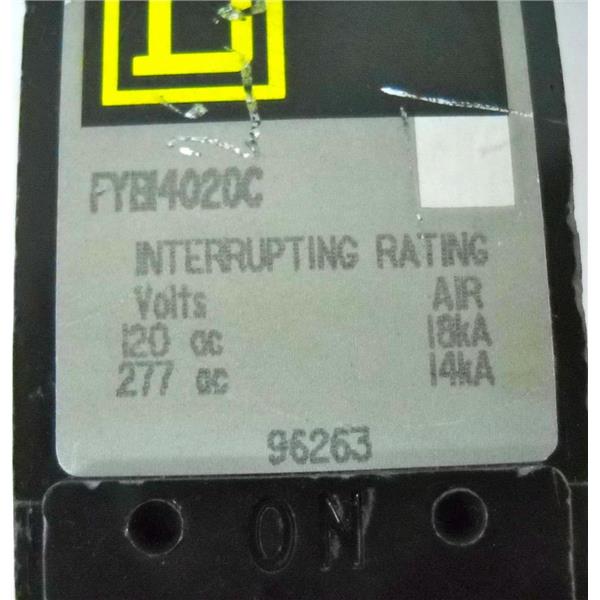 FYB14020C
INTERRUPTING RATING
Volts AIR
120 ac 18kA
277 ac 14kA
96263
ON